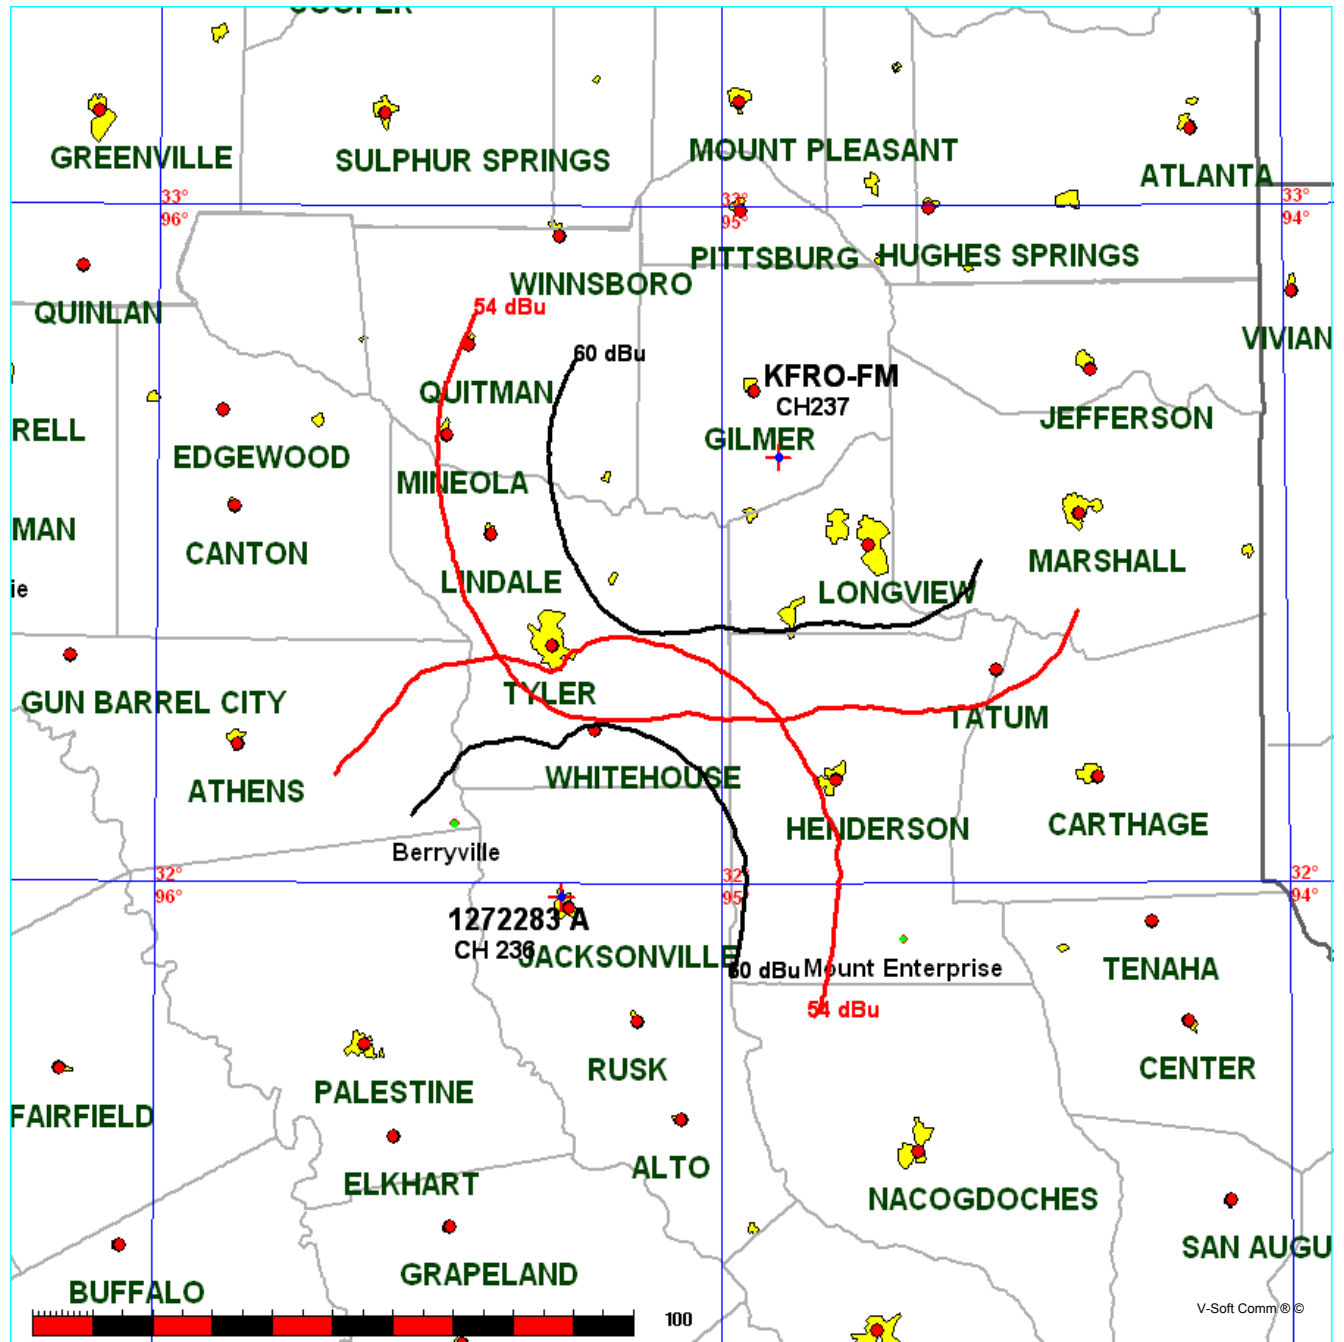 COOPER
GREENVILLE
SULPHUR SPRINGS
MOUNT PLEASANT
ATLANTA
33°
96°
33°
95°
33°
94°
QUINLAN
WINNSBORO
PITTSBURG
HUGHES SPRINGS
VIVIAN
54 dBu
60 dBu
KFRO-FM
CH237
QUITMAN
GILMER
JEFFERSON
RELL
EDGEWOOD
MINEOLA
MAN
CANTON
LINDALE
LONGVIEW
MARSHALL
ie
GUN BARREL CITY
TYLER
TATUM
ATHENS
WHITEHOUSE
HENDERSON
CARTHAGE
Berryville
32°
96°
32°
95°
32°
94°
1272283 A
CH 236
JACKSONVILLE
60 dBu
Mount Enterprise
TENAHA
54 dBu
RUSK
CENTER
PALESTINE
FAIRFIELD
ALTO
ELKHART
NACOGDOCHES
SAN AUGU
GRAPELAND
BUFFALO
100
V-Soft Comm ® ©